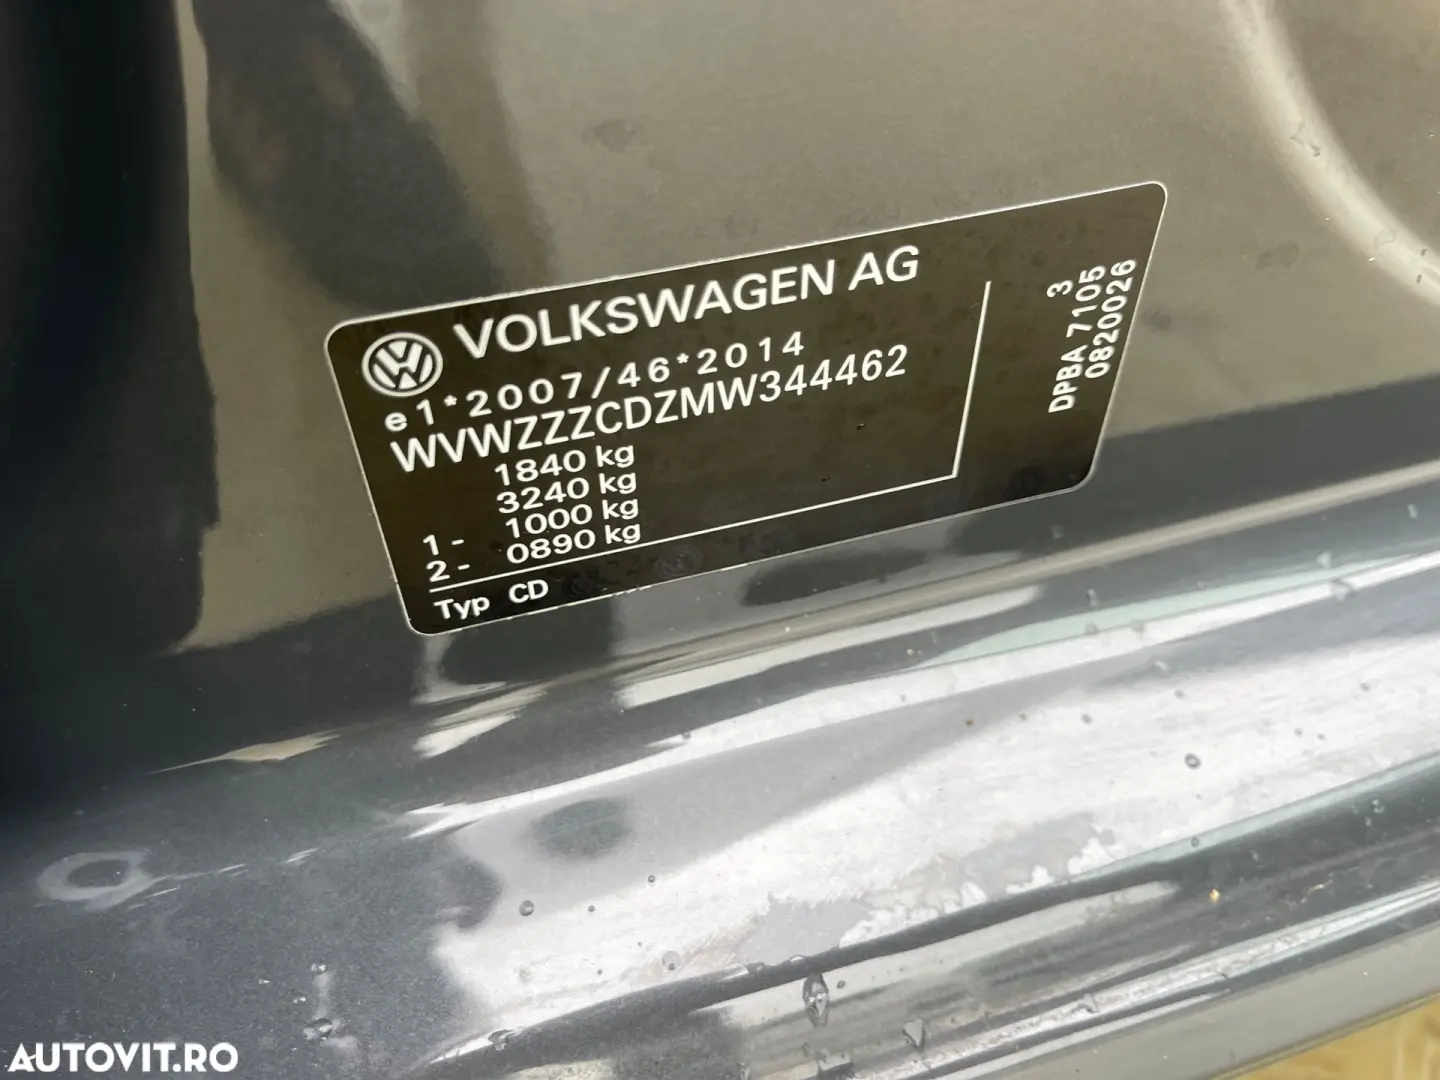 VOLKSWAGEN AG
e1*2007/46*2014
WVWZZZCDZMW344462
1840 kg
3240 kg
1- 1000 kg
2- 0890 kg
Typ CD
3
DPBA 7105
0820026
AUTOVIT.RO